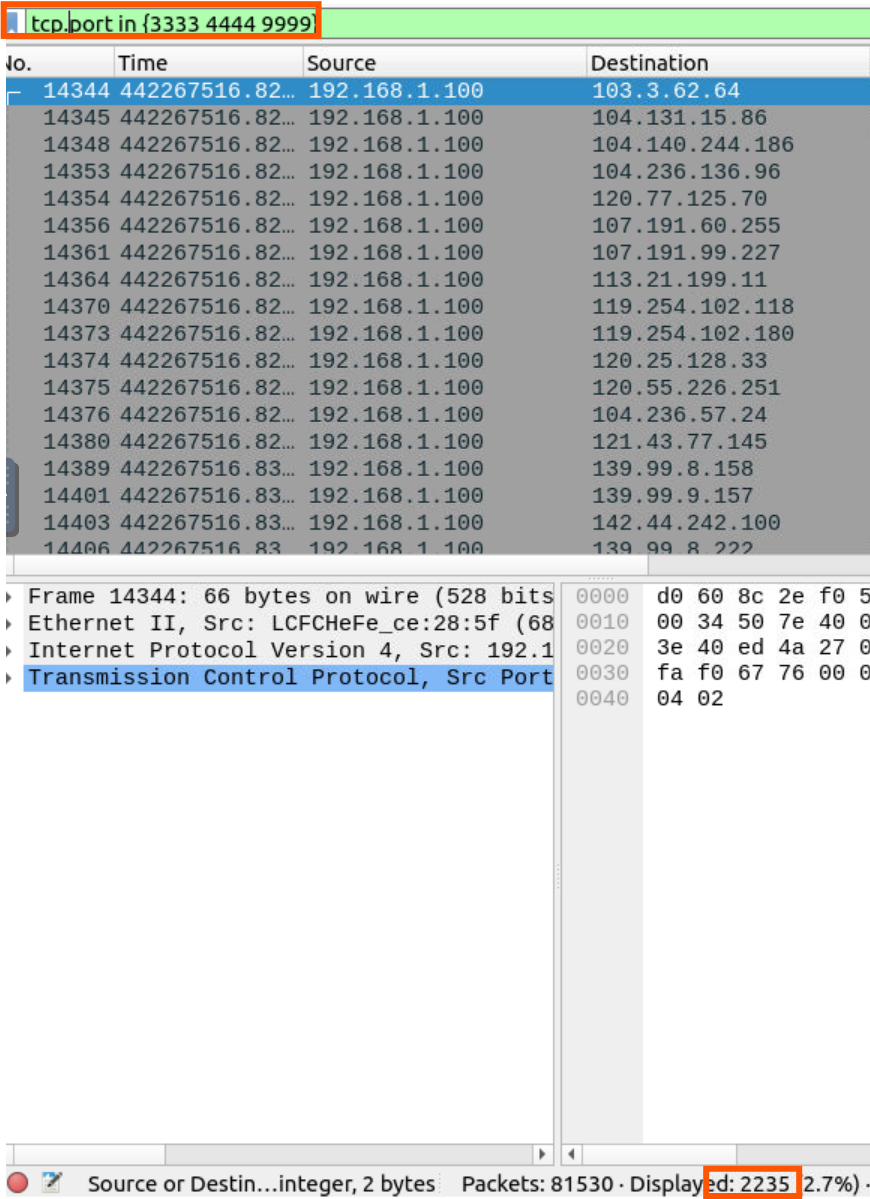 tcp.port in {3333 4444 9999}
No. Time Source Destination
14344 442267516.82… 192.168.1.100 103.3.62.64
14345 442267516.82… 192.168.1.100 104.131.15.86
14348 442267516.82… 192.168.1.100 104.140.244.186
14353 442267516.82… 192.168.1.100 104.236.136.96
14354 442267516.82… 192.168.1.100 120.77.125.70
14356 442267516.82… 192.168.1.100 107.191.60.255
14361 442267516.82… 192.168.1.100 107.191.99.227
14364 442267516.82… 192.168.1.100 113.21.199.11
14370 442267516.82… 192.168.1.100 119.254.102.118
14373 442267516.82… 192.168.1.100 119.254.102.180
14374 442267516.82… 192.168.1.100 120.25.128.33
14375 442267516.82… 192.168.1.100 120.55.226.251
14376 442267516.82… 192.168.1.100 104.236.57.24
14380 442267516.82… 192.168.1.100 121.43.77.145
14389 442267516.83… 192.168.1.100 139.99.8.158
14401 442267516.83… 192.168.1.100 139.99.9.157
14403 442267516.83… 192.168.1.100 142.44.242.100
14406 442267516.83 192.168.1.100 139.99.8.222
Frame 14344: 66 bytes on wire (528 bits
Ethernet II, Src: LCFCHeFe_ce:28:5f (68
Internet Protocol Version 4, Src: 192.1
Transmission Control Protocol, Src Port
0000 d0 60 8c 2e f0 5
0010 00 34 50 7e 40 0
0020 3e 40 ed 4a 27 0
0030 fa f0 67 76 00 0
0040 04 02
Source or Destin…integer, 2 bytes Packets: 81530 · Displayed: 2235 (2.7%) ·